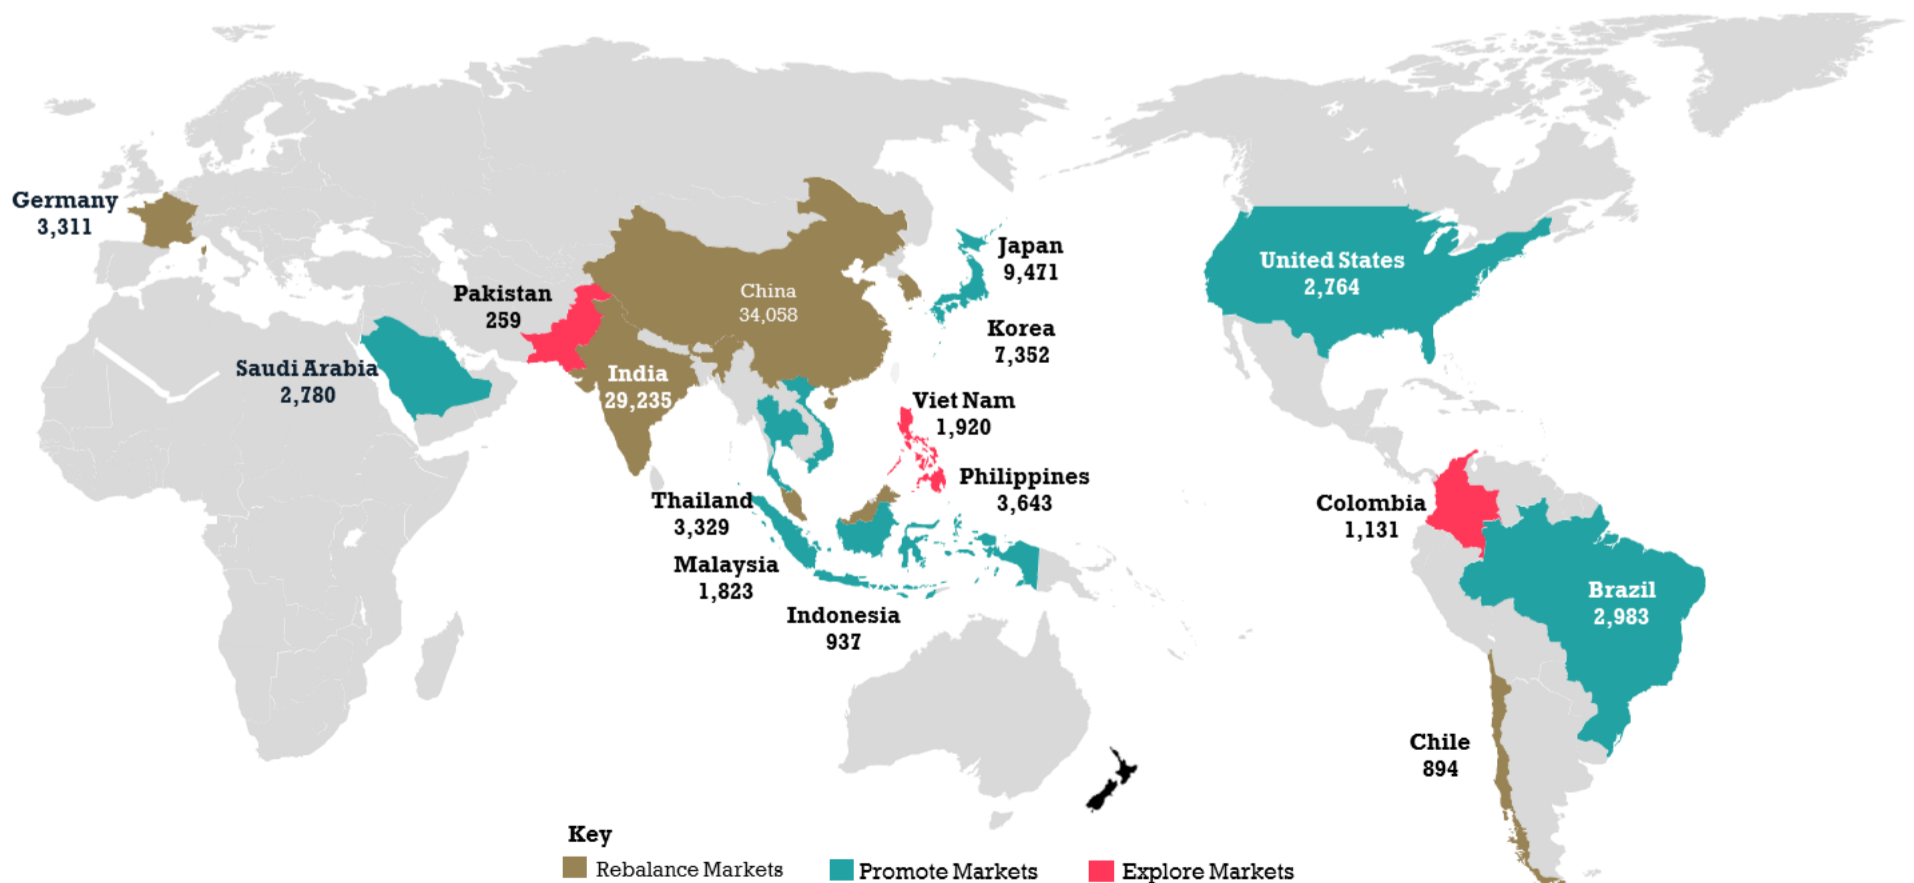 Germany
3,311
Pakistan
259
Saudi Arabia
2,780
China
34,058
India
29,235
Japan
9,471
Korea
7,352
Viet Nam
1,920
Philippines
3,643
Thailand
3,329
Malaysia
1,823
Indonesia
937
United States
2,764
Colombia
1,131
Brazil
2,983
Chile
894
Key
Rebalance Markets
Promote Markets
Explore Markets